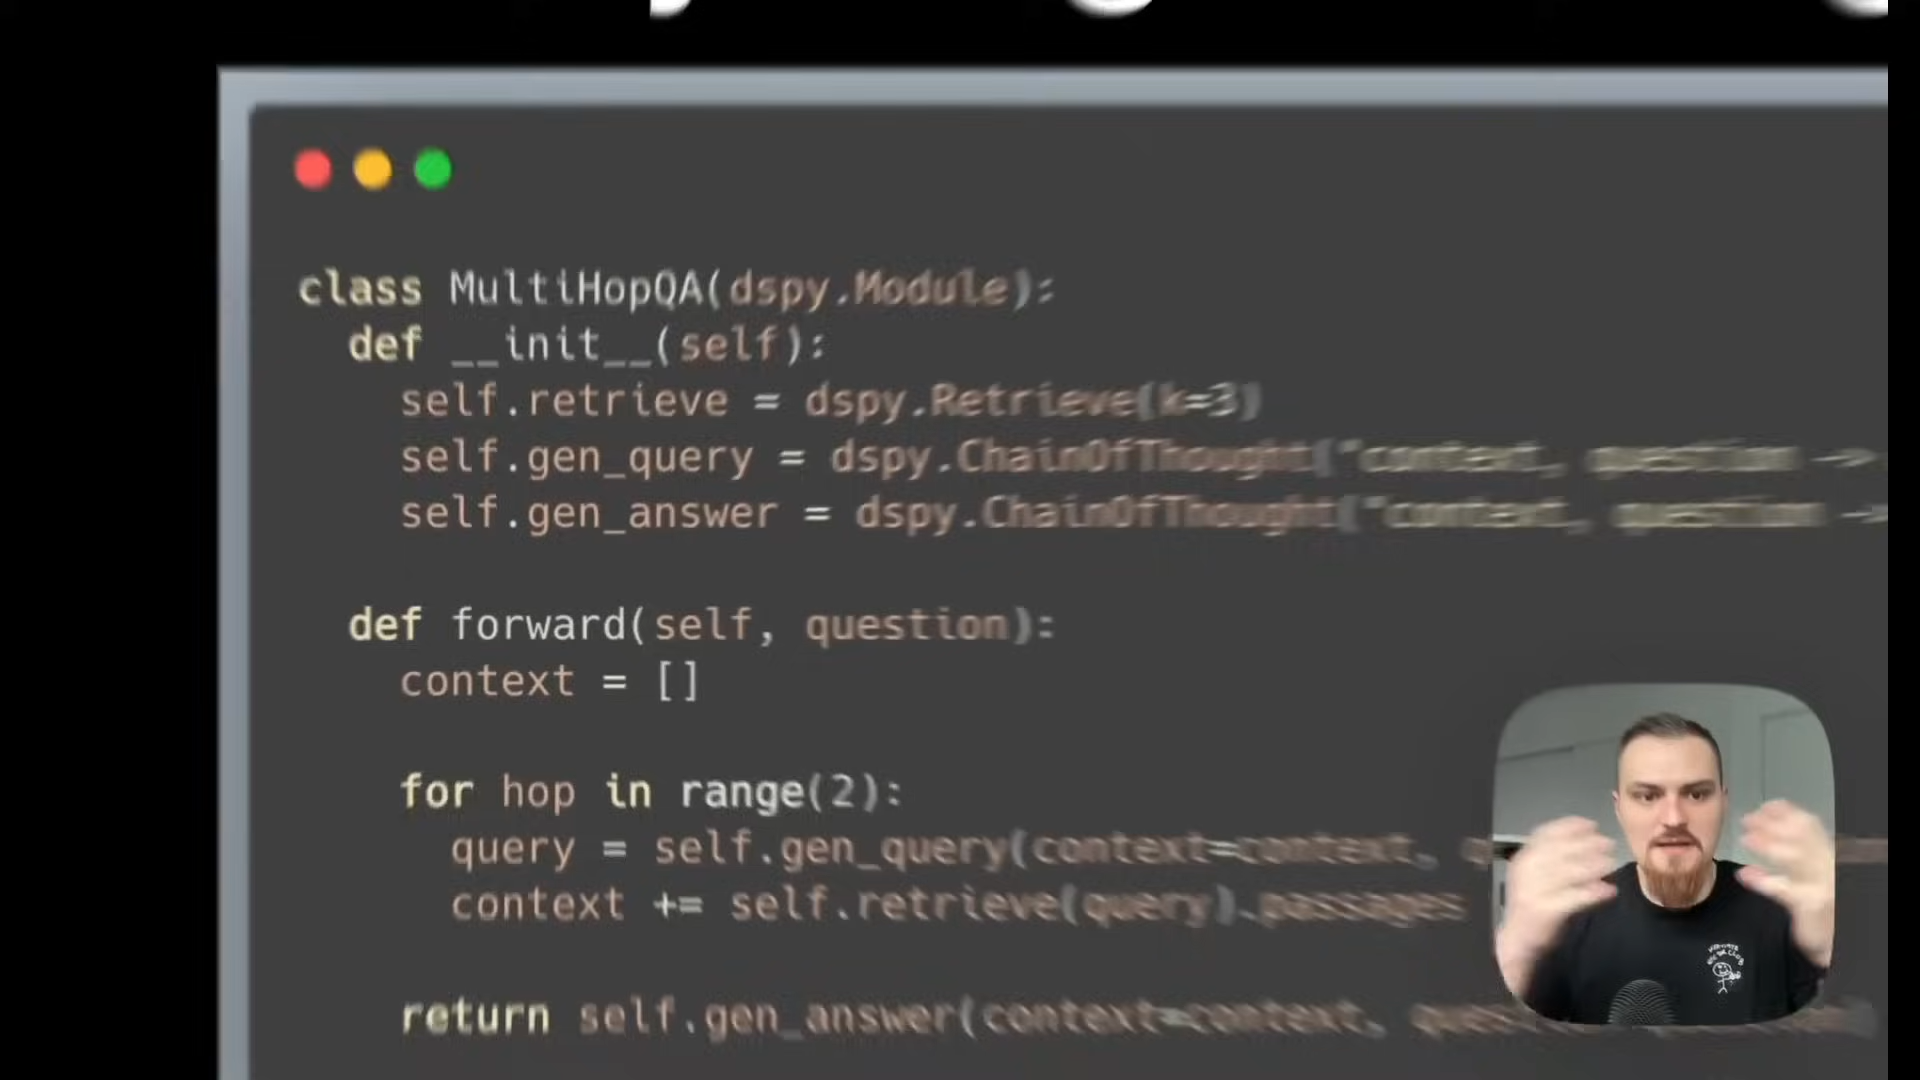 class MultiHopQA(dspy.Module):
def __init__(self):
self.retrieve = dspy.Retrieve(k=3)
self.gen_query = dspy.ChainOfThought("context, question ->
self.gen_answer = dspy.ChainOfThought("context, question ->
def forward(self, question):
context = []
for hop in range(2):
query = self.gen_query(context=context,
context += self.retrieve(query).passages
return self.gen_answer(context=context,